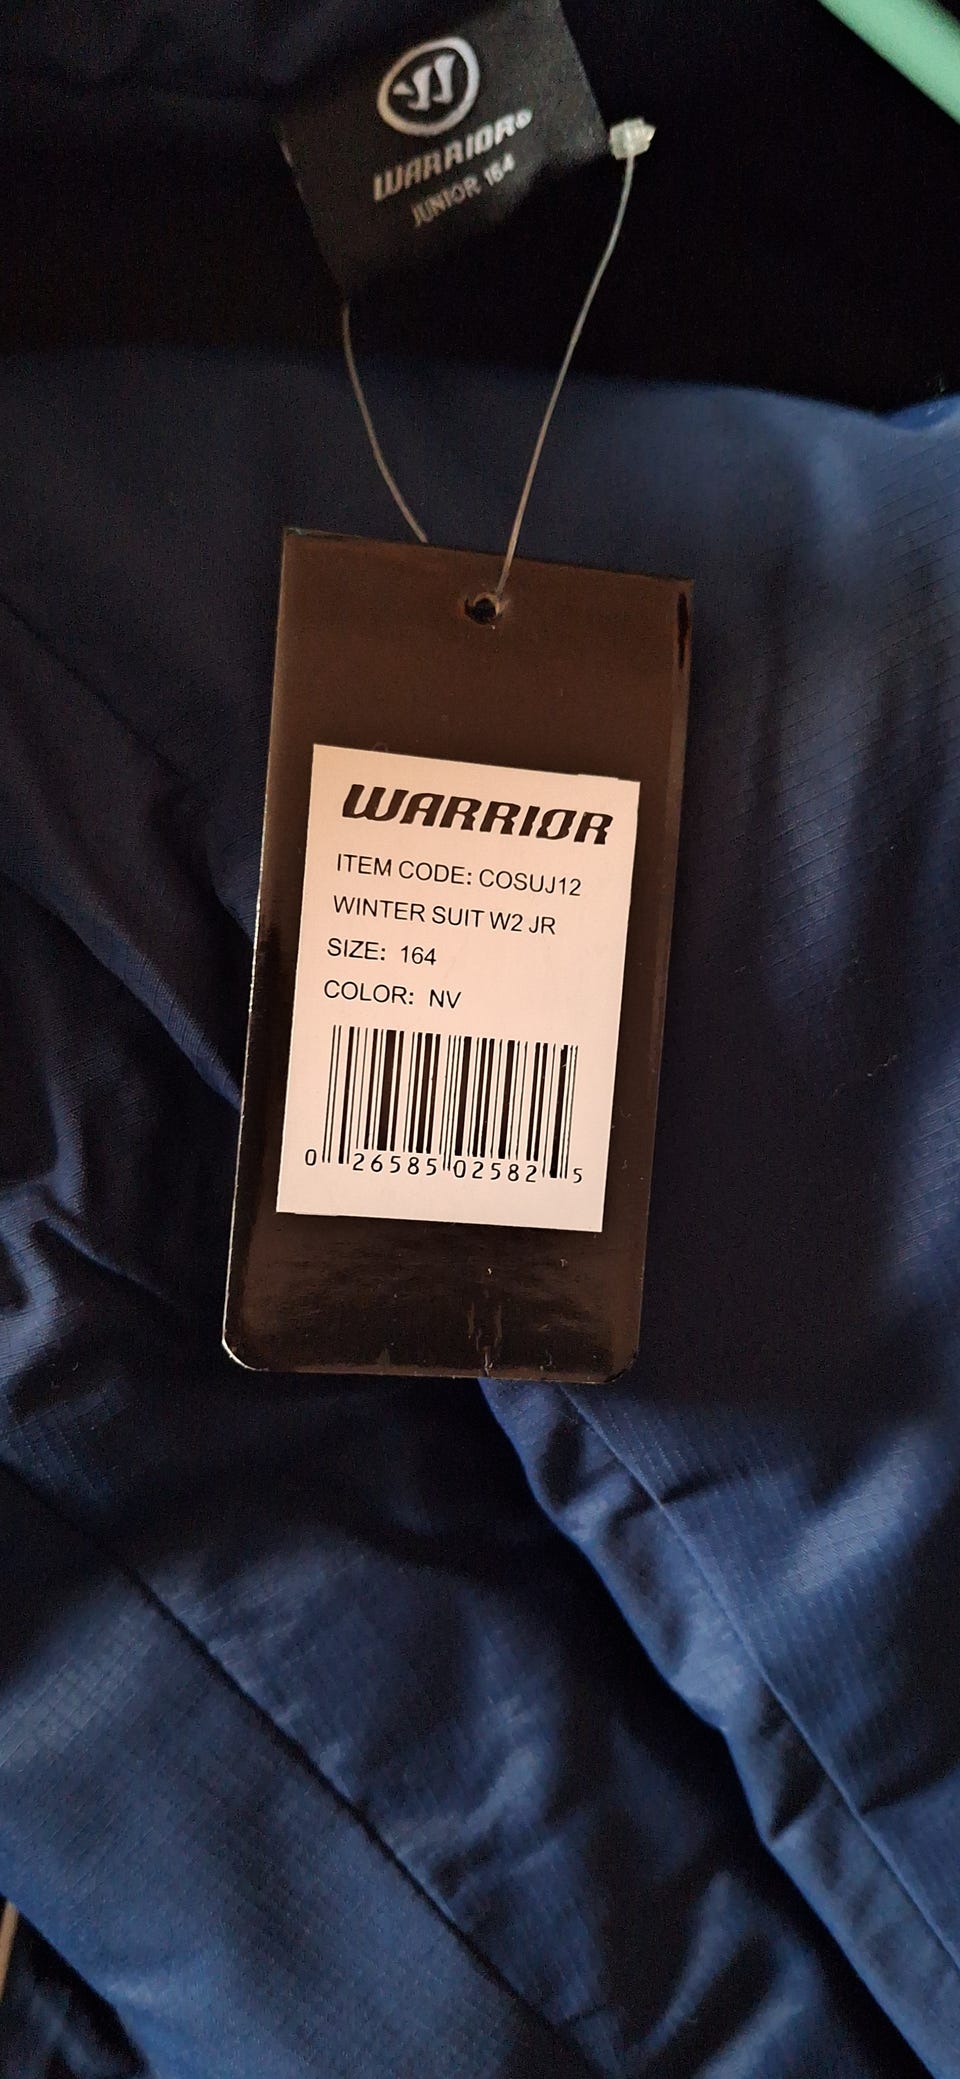 WARRIOR®
JUNIOR 164
WARRIOR
ITEM CODE: COSUJ12
WINTER SUIT W2 JR
SIZE: 164
COLOR: NV
0 26585 02582 5